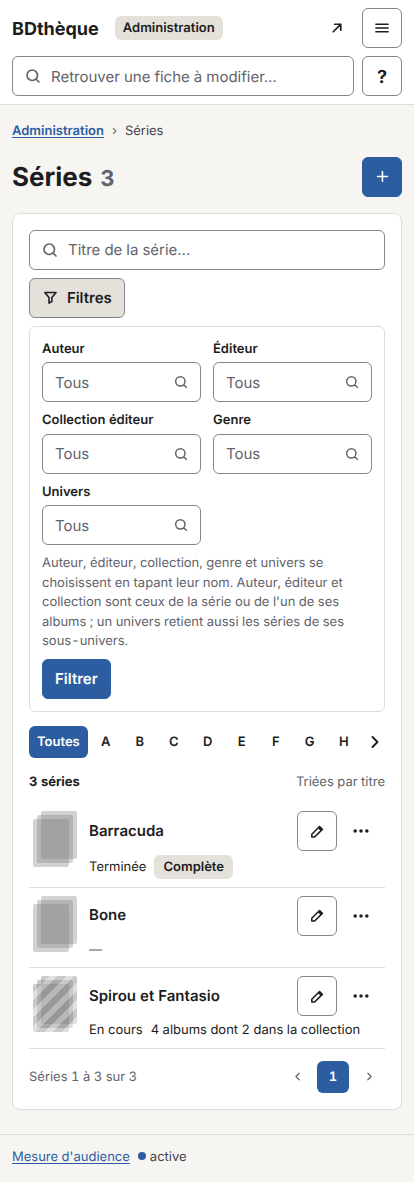 BDthèque Administration
Retrouver une fiche à modifier... ?
Administration › Séries
Séries 3
+
Titre de la série...
Filtres
Auteur Éditeur
Tous Tous
Collection éditeur Genre
Tous Tous
Univers
Tous
Auteur, éditeur, collection, genre et univers se
choisissent en tapant leur nom. Auteur, éditeur et
collection sont ceux de la série ou de l'un de ses
albums ; un univers retient aussi les séries de ses
sous-univers.
Filtrer
Toutes A B C D E F G H
3 séries Triées par titre
Barracuda
Terminée Complète
Bone
—
Spirou et Fantasio
En cours 4 albums dont 2 dans la collection
Séries 1 à 3 sur 3 ‹ 1 ›
Mesure d'audience active